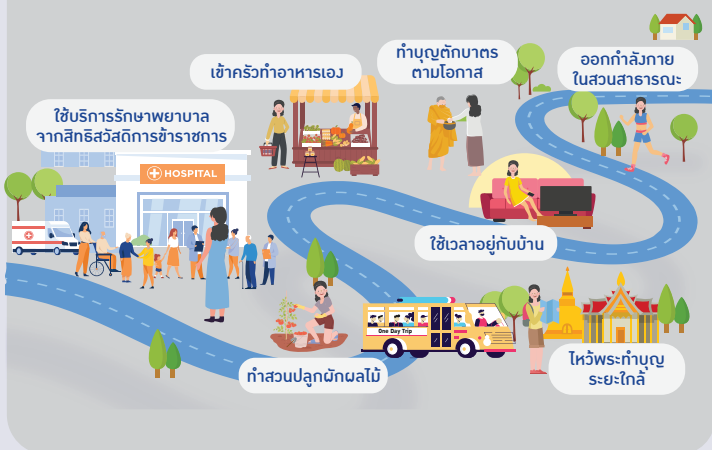 ทำบุญตักบาตร
ตามโอกาส
ออกกำลังกาย
ในสวนสาธารณะ
เข้าครัวทำอาหารเอง
ใช้บริการรักษาพยาบาล
จากสิทธิสวัสดิการข้าราชการ
HOSPITAL
ใช้เวลาอยู่กับบ้าน
One Day Trip
ไหว้พระทำบุญ
ระยะใกล้
ทำสวนปลูกผักผลไม้